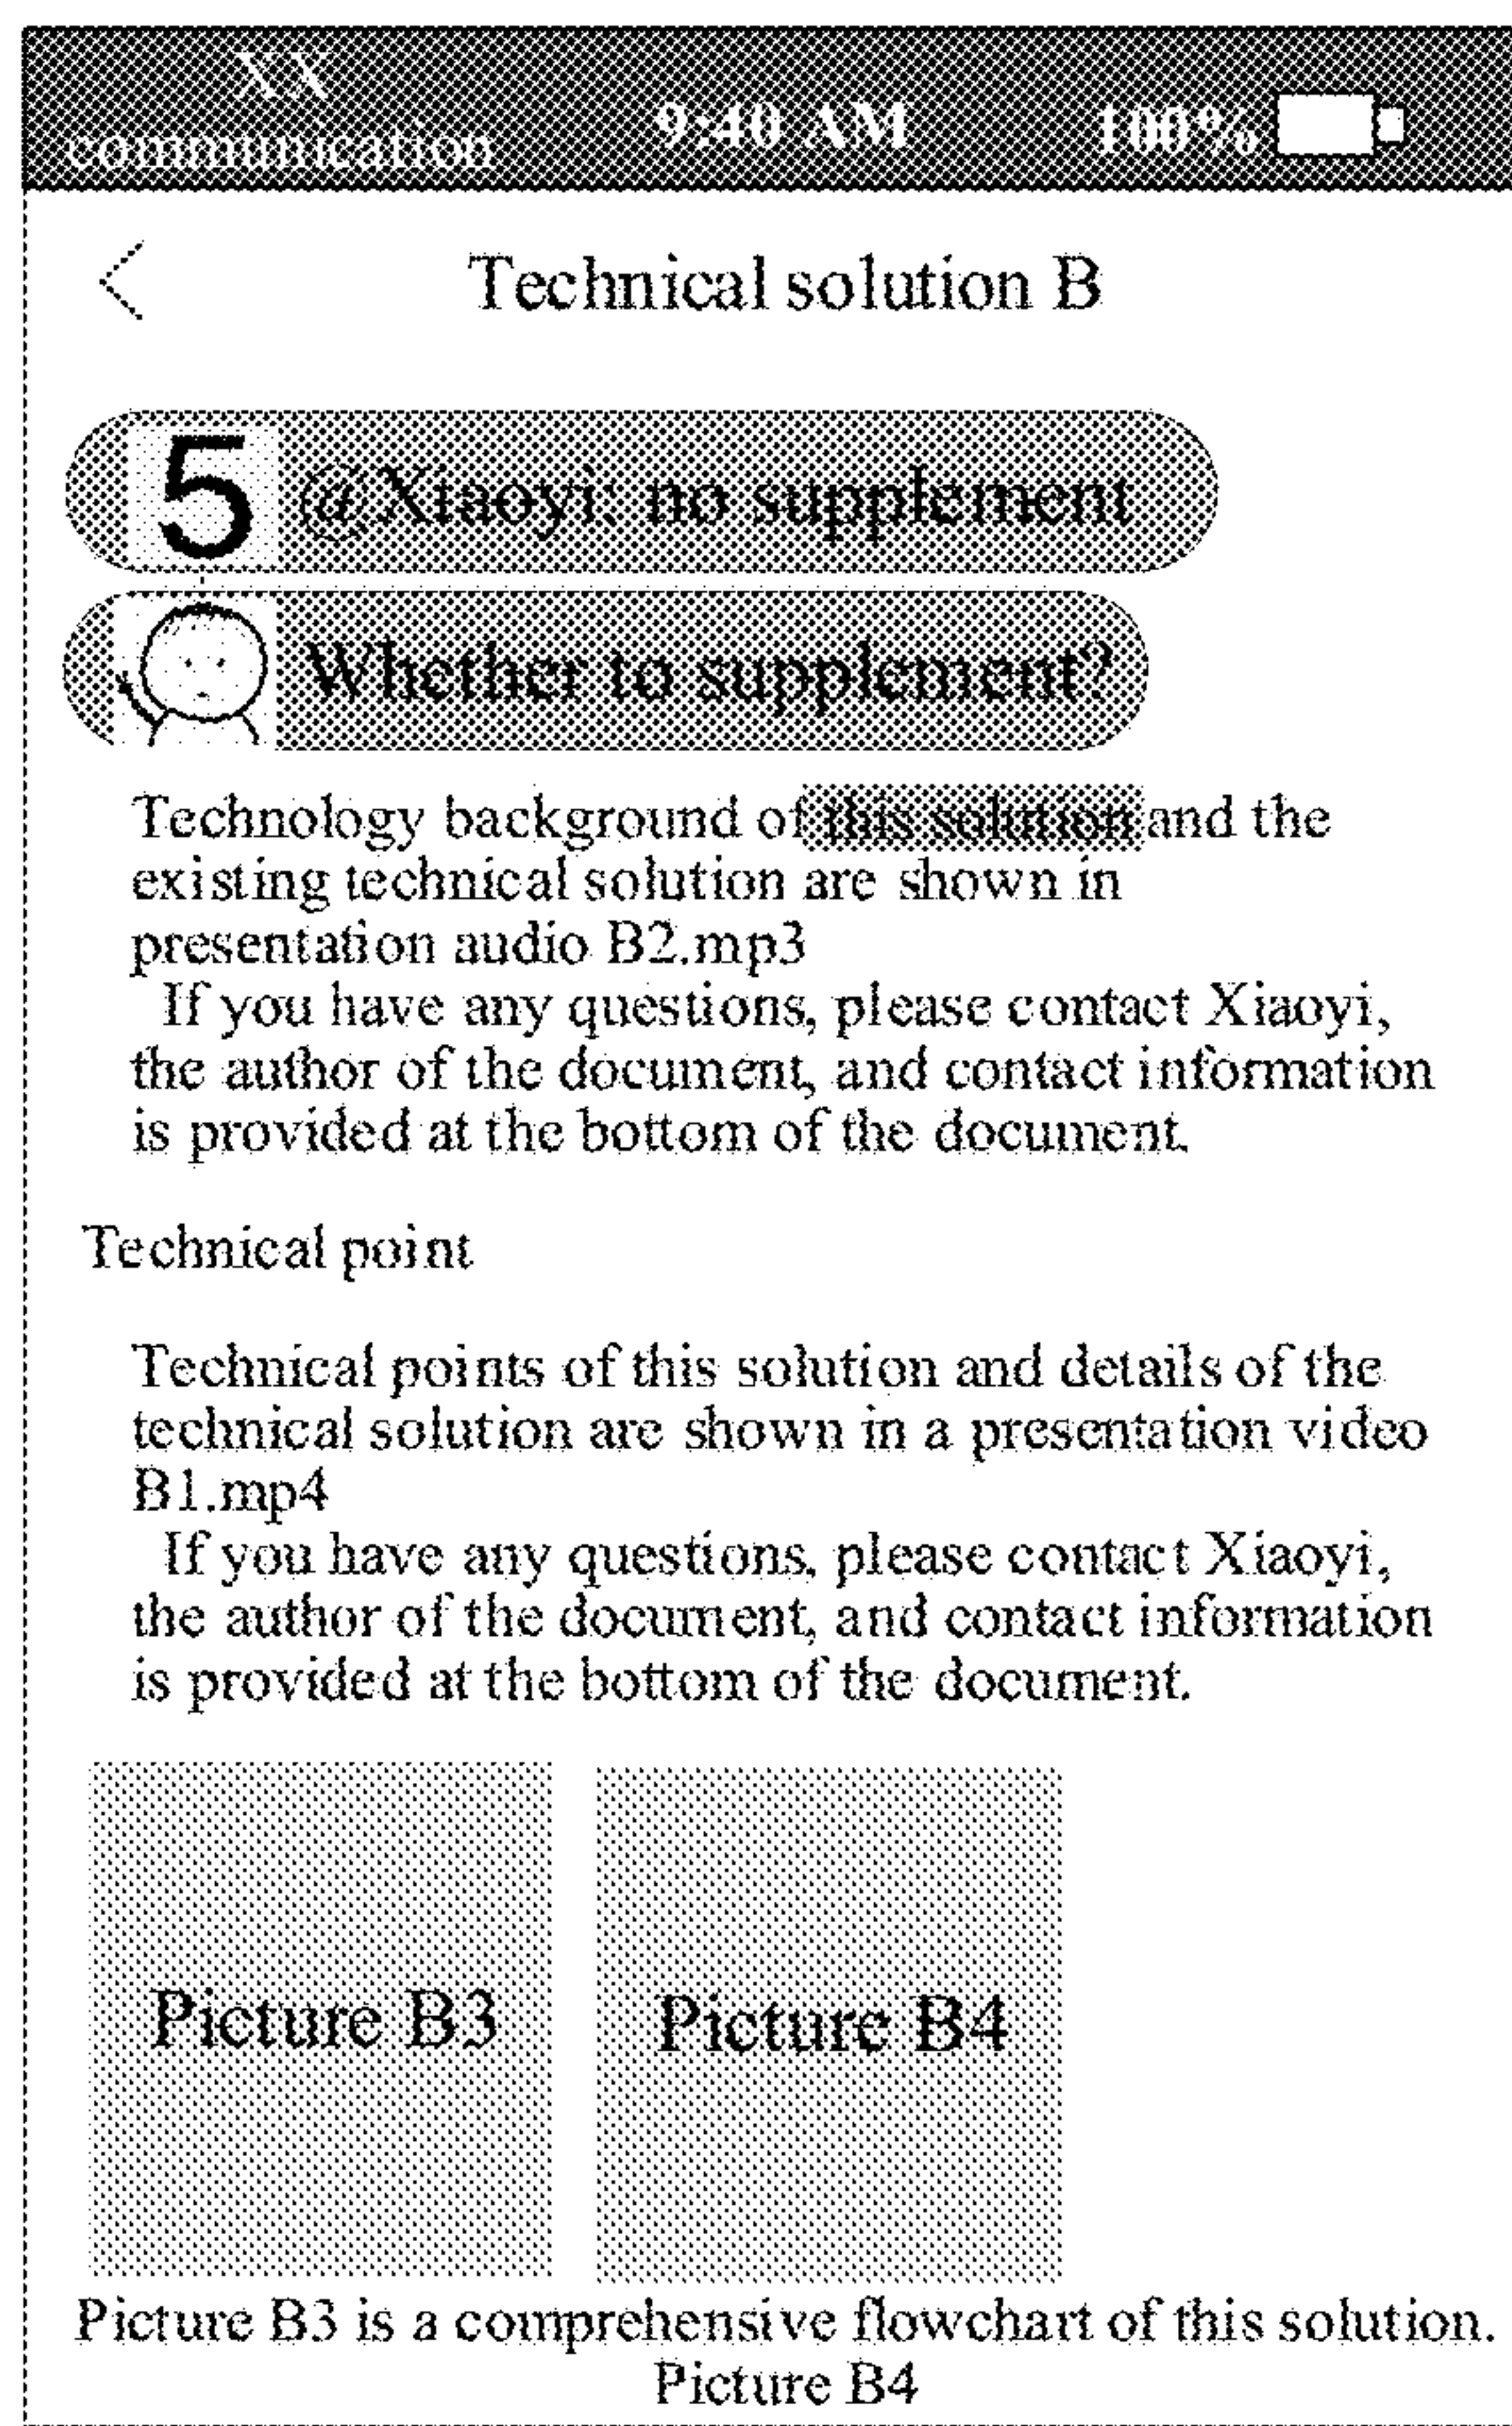 XX
communication
9:40 AM
100%
<
Technical solution B
5 @Xiaoyi: no supplement
Whether to supplement?
Technology background of this solution and the
existing technical solution are shown in
presentation audio B2.mp3
If you have any questions, please contact Xiaoyi,
the author of the document, and contact information
is provided at the bottom of the document.
Technical point
Technical points of this solution and details of the
technical solution are shown in a presentation video
B1.mp4
If you have any questions, please contact Xiaoyi,
the author of the document, and contact information
is provided at the bottom of the document.
Picture B3
Picture B4
Picture B3 is a comprehensive flowchart of this solution.
Picture B4